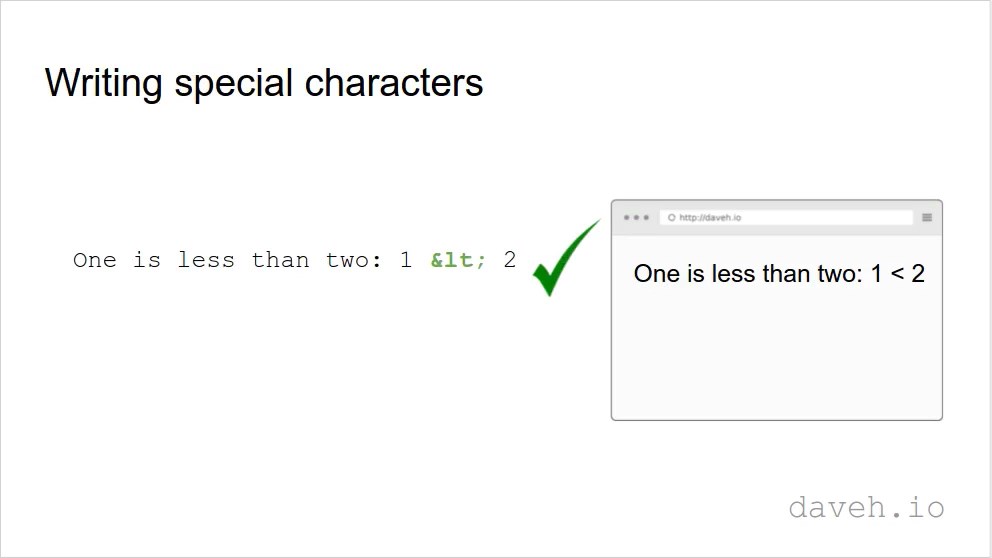 Writing special characters
One is less than two: 1 &lt; 2
http://daveh.io
One is less than two: 1 < 2
daveh.io